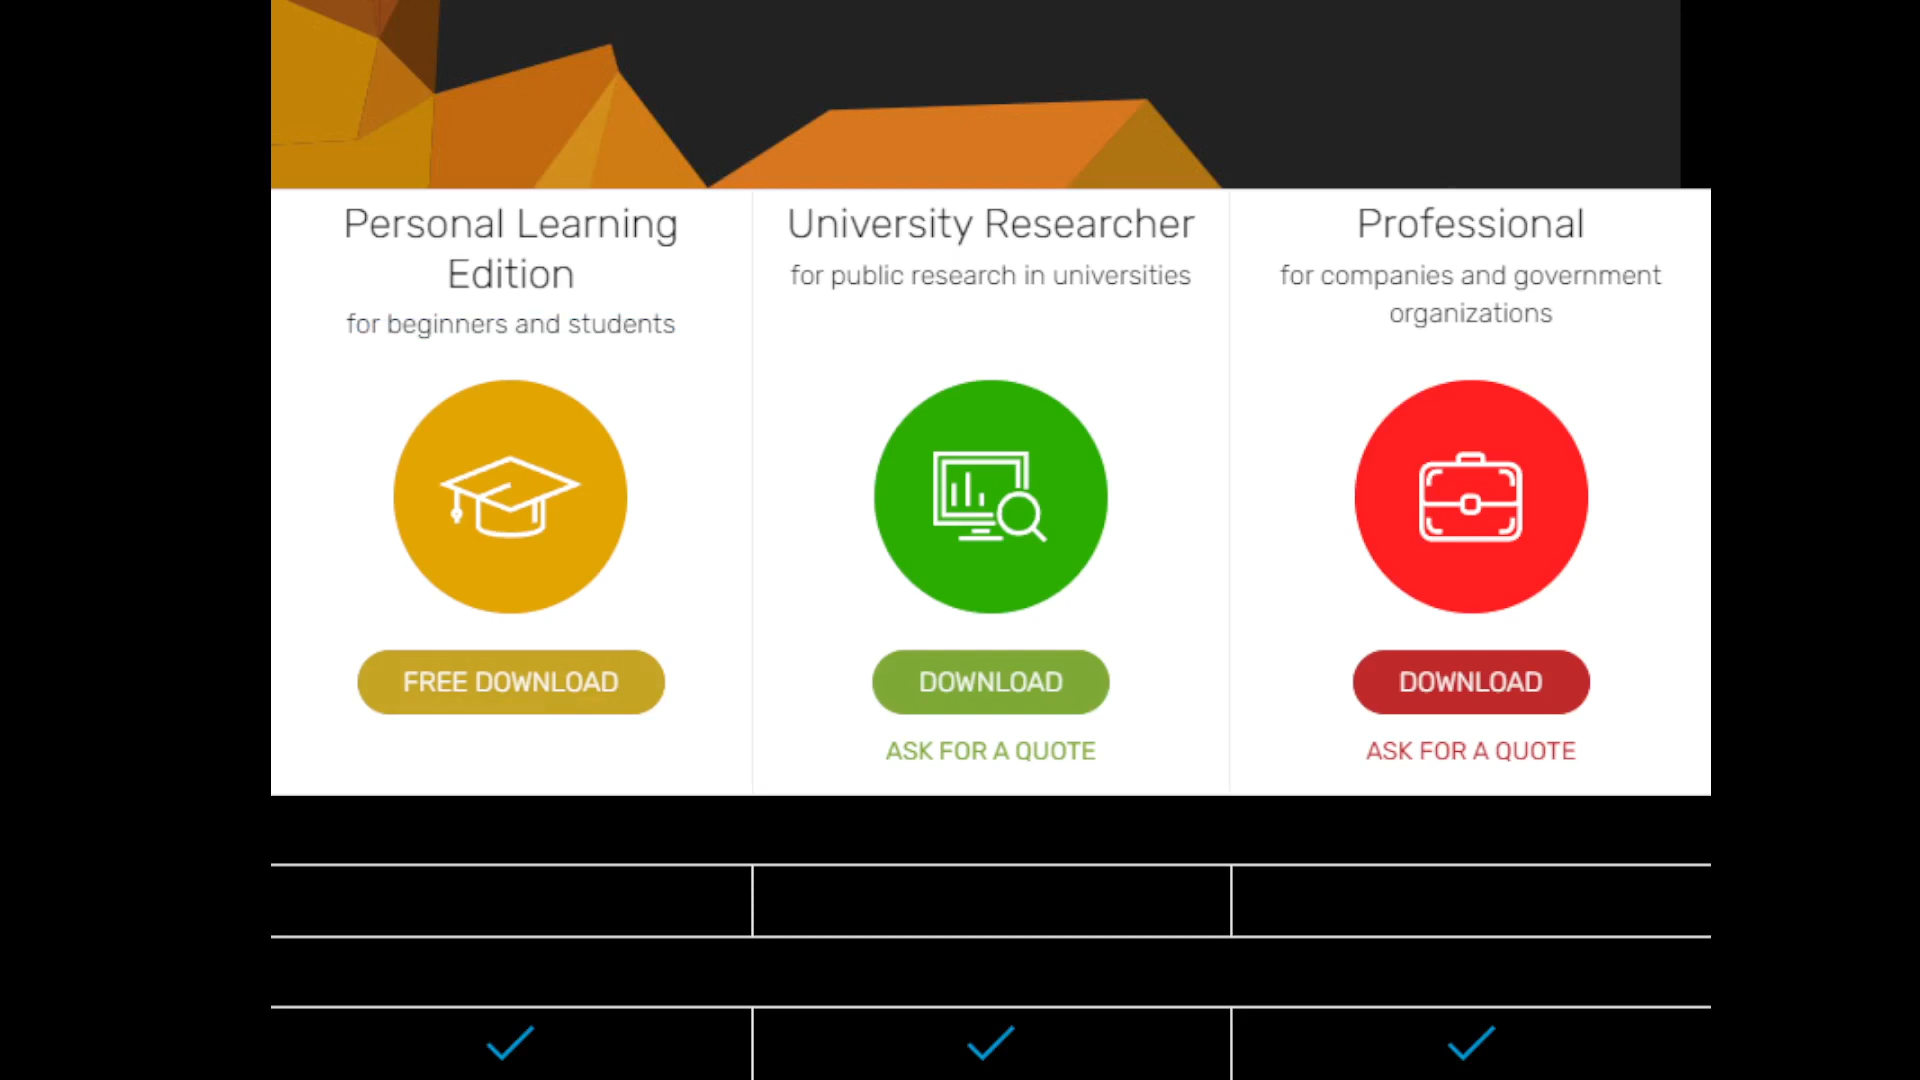 Personal Learning
Edition
for beginners and students
FREE DOWNLOAD
University Researcher
for public research in universities
DOWNLOAD
ASK FOR A QUOTE
Professional
for companies and government
organizations
DOWNLOAD
ASK FOR A QUOTE